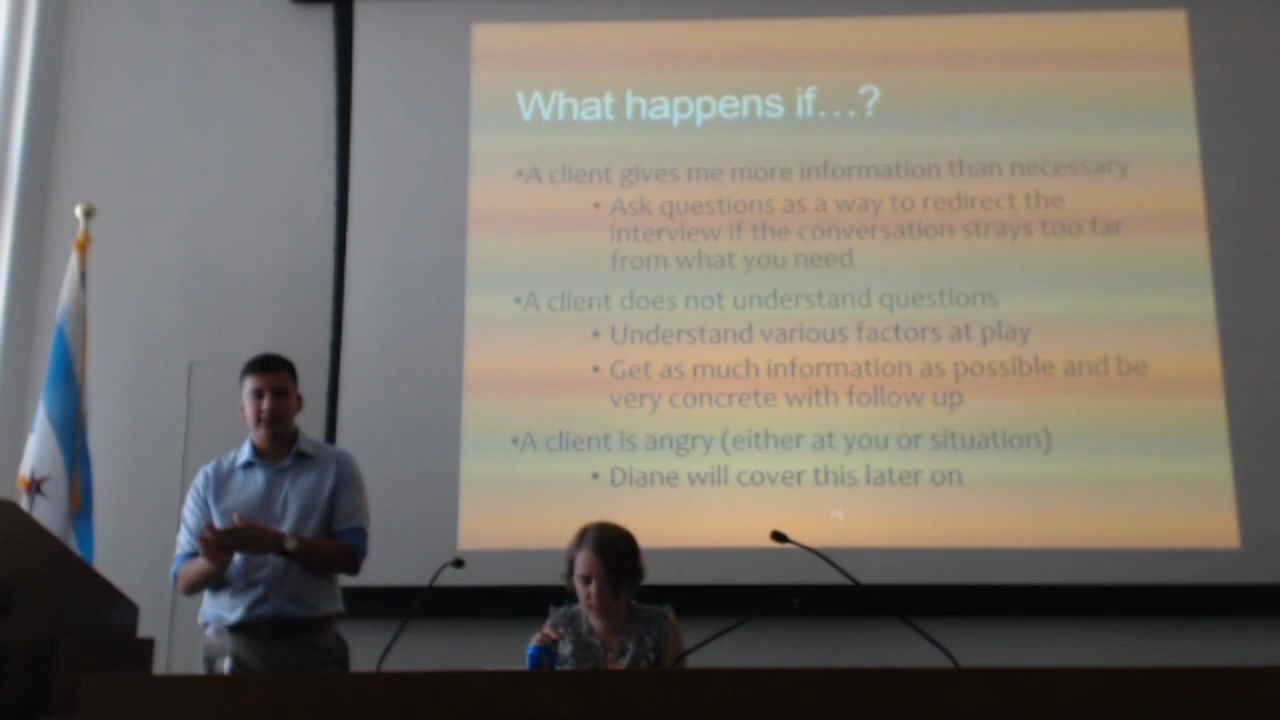 What happens if...?
•A client gives me more information than necessary
• Ask questions as a way to redirect the
interview if the conversation strays too far
from what you need
•A client does not understand questions
• Understand various factors at play
• Get as much information as possible and be
very concrete with follow up
•A client is angry (either at you or situation)
• Diane will cover this later on